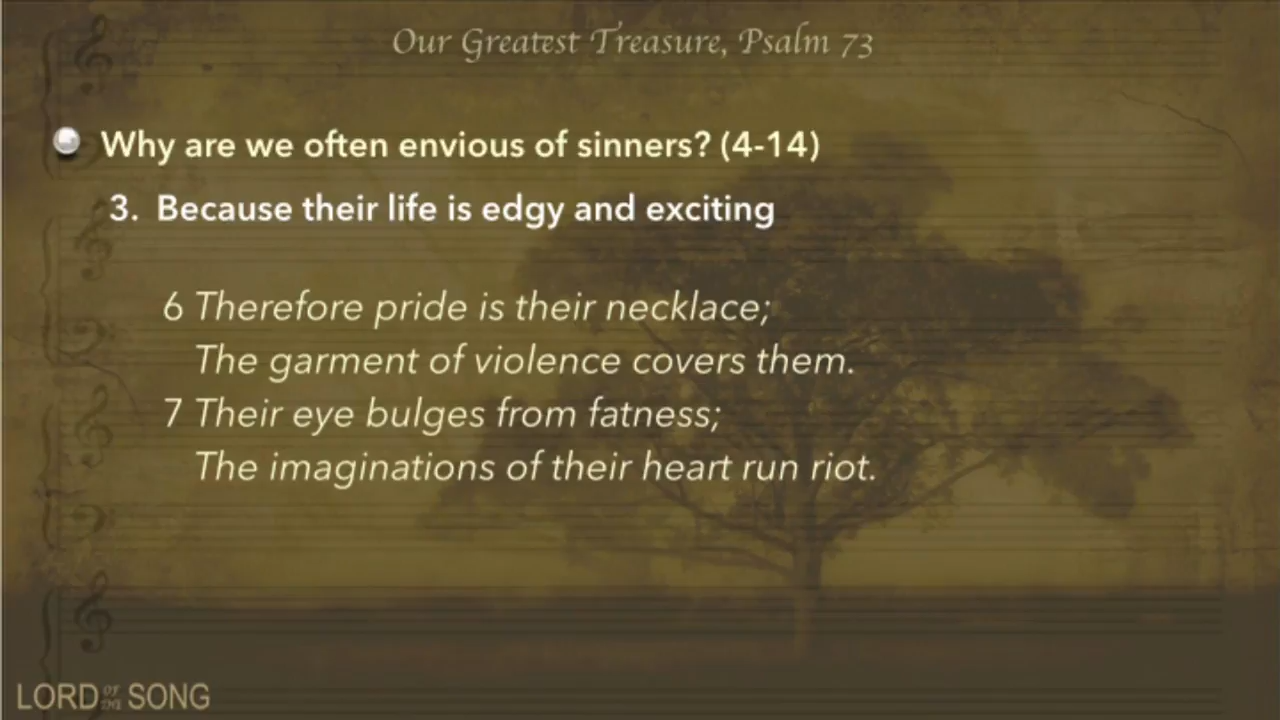 Our Greatest Treasure, Psalm 73
Why are we often envious of sinners? (4-14)
3. Because their life is edgy and exciting
6 Therefore pride is their necklace;
The garment of violence covers them.
7 Their eye bulges from fatness;
The imaginations of their heart run riot.
LORD OF THE SONG